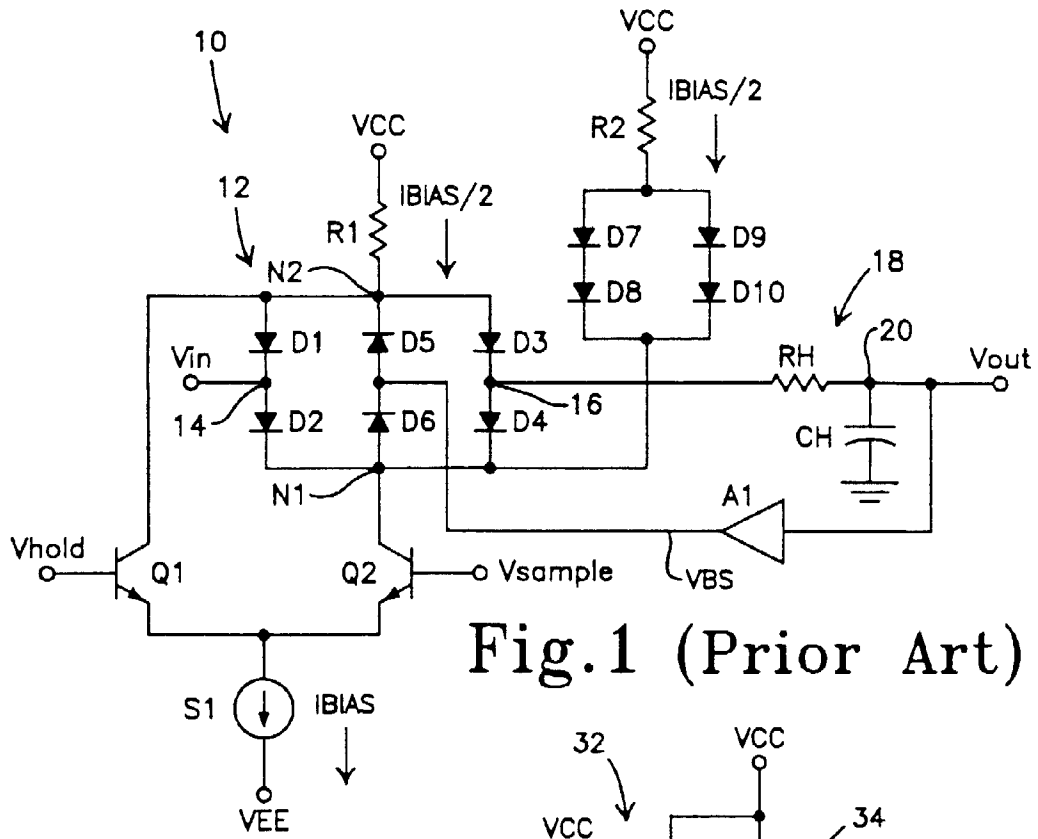 10
VCC
IBIAS/2
R2
VCC
12
IBIAS/2
R1
D7
D9
N2
D8
D10
18
20
Vin
D1
D5
D3
RH
Vout
14
D2
D6
D4
16
CH
N1
A1
Vhold
Q1
Q2
Vsample
VBS
Fig.1 (Prior Art)
S1
IBIAS
VEE
32
VCC
VCC
34